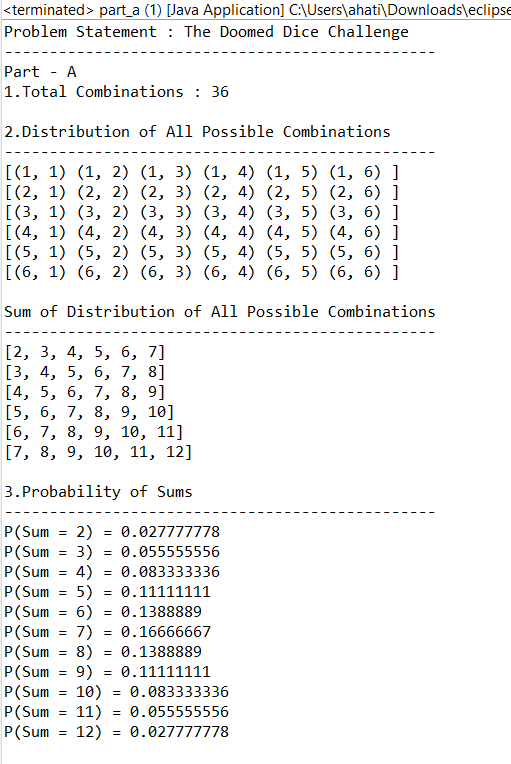 <terminated> part_a (1) [Java Application] C:\Users\ahati\Downloads\eclipse
Problem Statement : The Doomed Dice Challenge
------------------------------------------------
Part - A
1.Total Combinations : 36
2.Distribution of All Possible Combinations
------------------------------------------------
[(1, 1) (1, 2) (1, 3) (1, 4) (1, 5) (1, 6) ]
[(2, 1) (2, 2) (2, 3) (2, 4) (2, 5) (2, 6) ]
[(3, 1) (3, 2) (3, 3) (3, 4) (3, 5) (3, 6) ]
[(4, 1) (4, 2) (4, 3) (4, 4) (4, 5) (4, 6) ]
[(5, 1) (5, 2) (5, 3) (5, 4) (5, 5) (5, 6) ]
[(6, 1) (6, 2) (6, 3) (6, 4) (6, 5) (6, 6) ]
Sum of Distribution of All Possible Combinations
------------------------------------------------
[2, 3, 4, 5, 6, 7]
[3, 4, 5, 6, 7, 8]
[4, 5, 6, 7, 8, 9]
[5, 6, 7, 8, 9, 10]
[6, 7, 8, 9, 10, 11]
[7, 8, 9, 10, 11, 12]
3.Probability of Sums
------------------------------------------------
P(Sum = 2) = 0.027777778
P(Sum = 3) = 0.055555556
P(Sum = 4) = 0.083333336
P(Sum = 5) = 0.11111111
P(Sum = 6) = 0.1388889
P(Sum = 7) = 0.16666667
P(Sum = 8) = 0.1388889
P(Sum = 9) = 0.11111111
P(Sum = 10) = 0.083333336
P(Sum = 11) = 0.055555556
P(Sum = 12) = 0.027777778